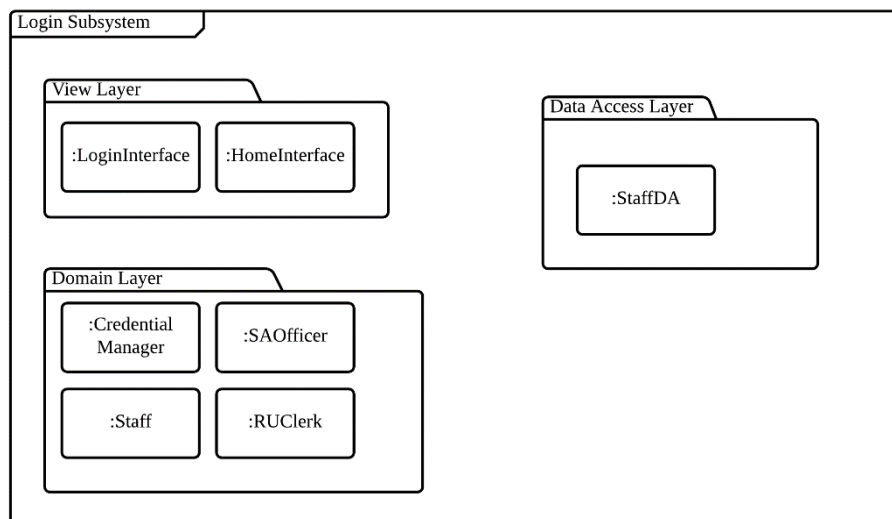 Login Subsystem
View Layer
:LoginInterface
:HomeInterface
Data Access Layer
:StaffDA
Domain Layer
:Credential
Manager
:SAOfficer
:Staff
:RUClerk